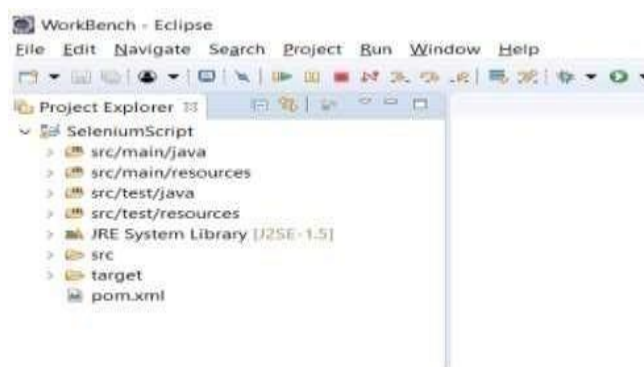 WorkBench - Eclipse
File Edit Navigate Search Project Run Window Help
Project Explorer
SeleniumScript
src/main/java
src/main/resources
src/test/java
src/test/resources
JRE System Library [J2SE-1.5]
src
target
pom.xml